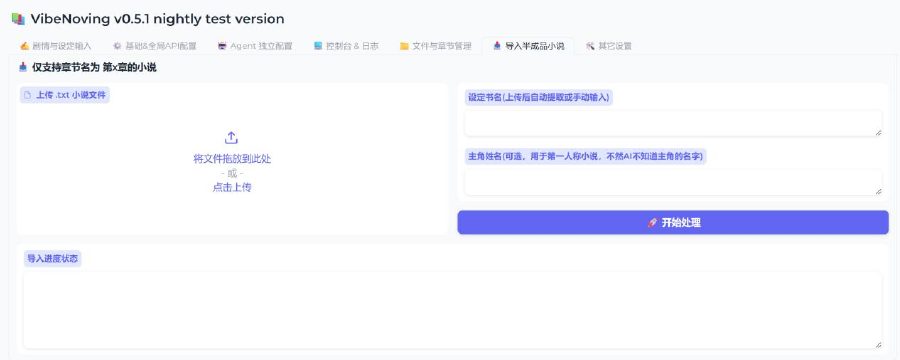 VibeNoving v0.5.1 nightly test version
剧情与设定输入 基础&全局API配置 Agent 独立配置 控制台 & 日志 文件与章节管理 导入半成品小说 其它设置
仅支持章节名为 第x章的小说
上传 .txt 小说文件
将文件拖放到此处
- 或 -
点击上传
设定书名(上传后自动提取或手动输入)
主角姓名(可选，用于第一人称小说，不然AI不知道主角的名字)
开始处理
导入进度状态